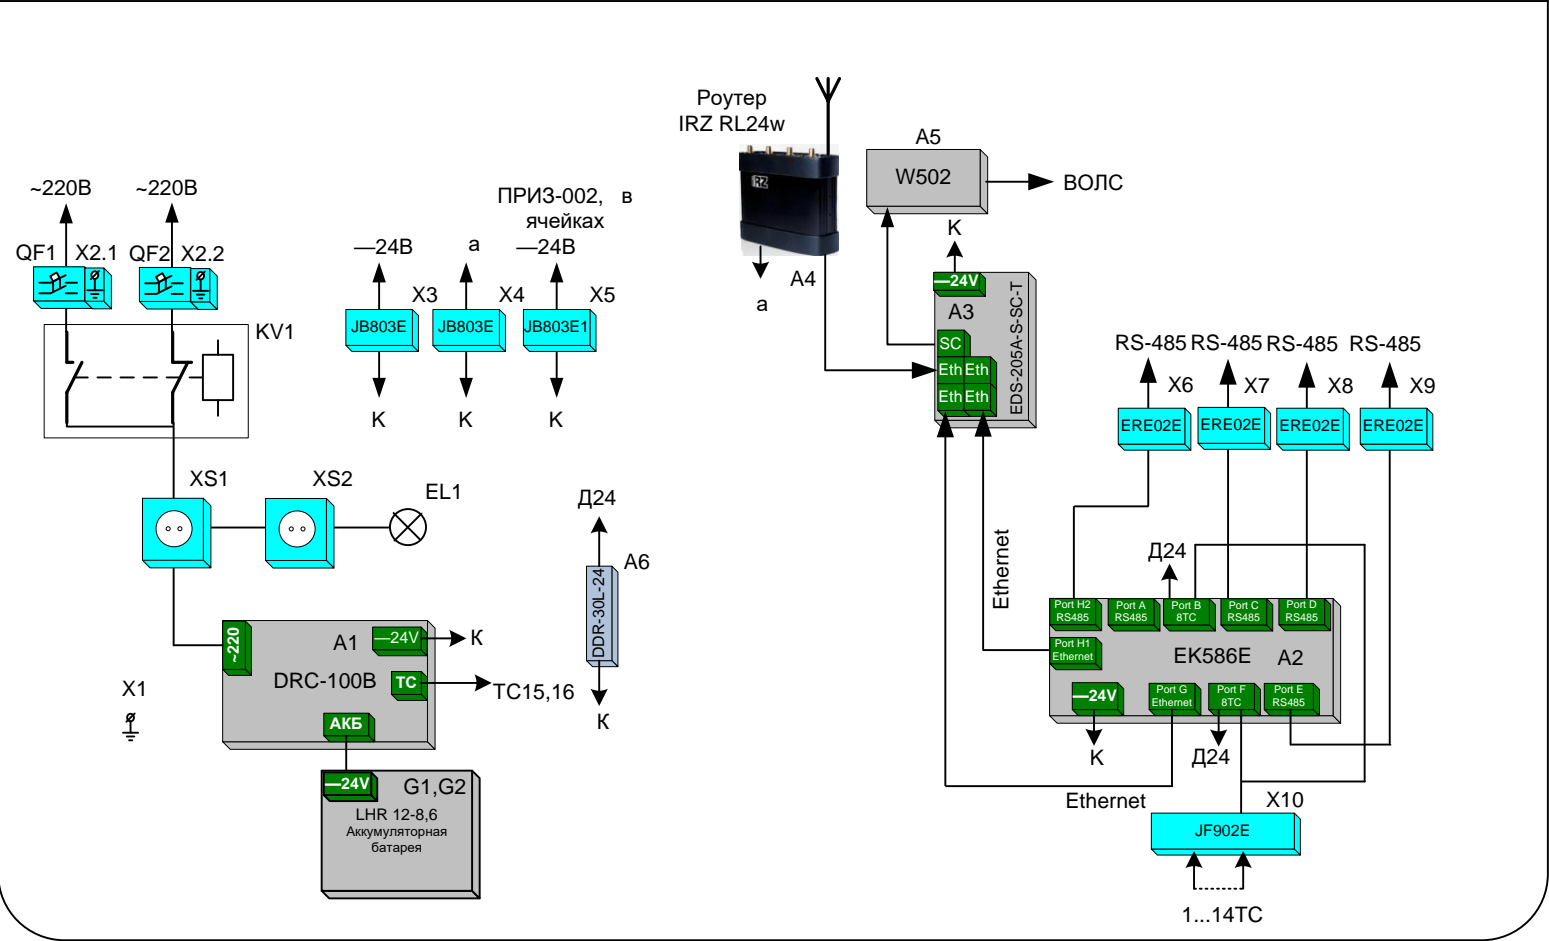 Роутер
IRZ RL24w
iRZ
A4
а
A5
W502
ВОЛС
К
—24V
A3
EDS-205A-S-SC-T
SC
Eth Eth
Eth Eth
~220В ~220В
QF1 X2.1 QF2 X2.2
KV1
ПРИЗ-002, в
ячейках
—24В а —24В
X3 X4 X5
JB803E JB803E JB803E1
К К К
XS1 XS2 EL1
Д24
A6
DDR-30L-24
К
RS-485 RS-485 RS-485 RS-485
X6 X7 X8 X9
ERE02E ERE02E ERE02E ERE02E
Ethernet
Д24
Port H2
RS485
Port A
RS485
Port B
8TC
Port C
RS485
Port D
RS485
Port H1
Ethernet
EK586E A2
—24V
Port G
Ethernet
Port F
8TC
Port E
RS485
К
Д24
Ethernet
X10
JF902E
1...14ТС
~220
A1
—24V
К
DRC-100B
TC
ТС15,16
АКБ
X1
—24V
G1,G2
LHR 12-8,6
Аккумуляторная
батарея